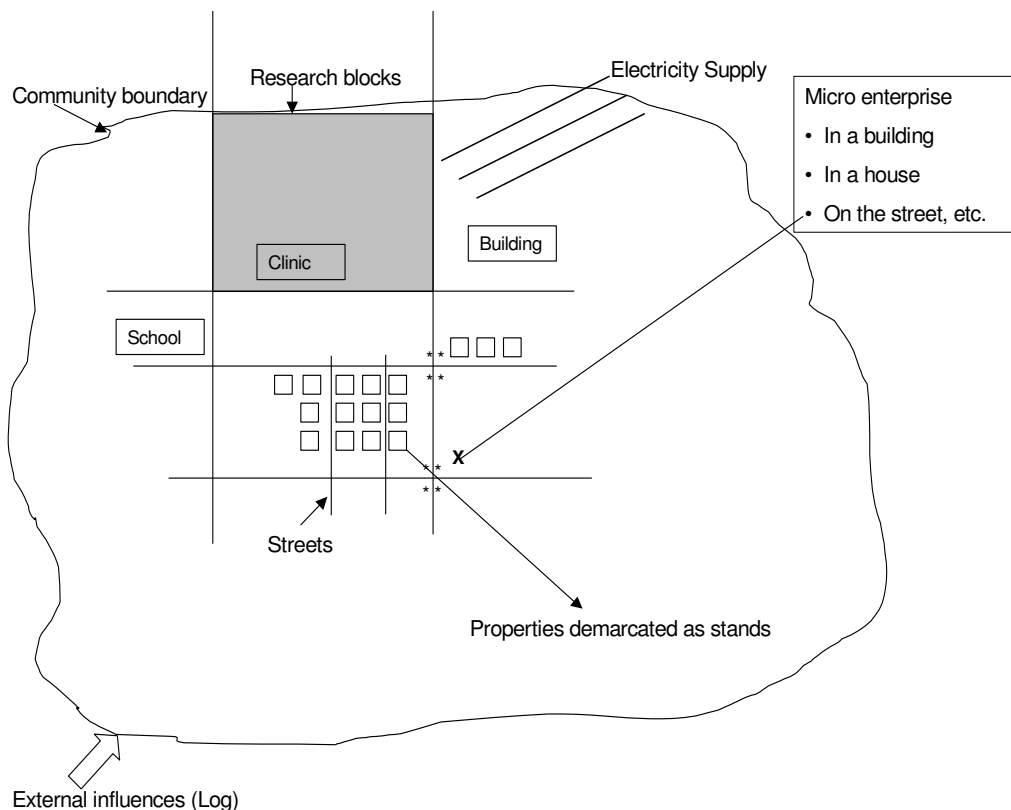 Research blocks
Electricity Supply
Community boundary
Micro enterprise
• In a building
• In a house
• On the street, etc.
Building
Clinic
School
* *
* *
X
* *
* *
Streets
Properties demarcated as stands
External influences (Log)